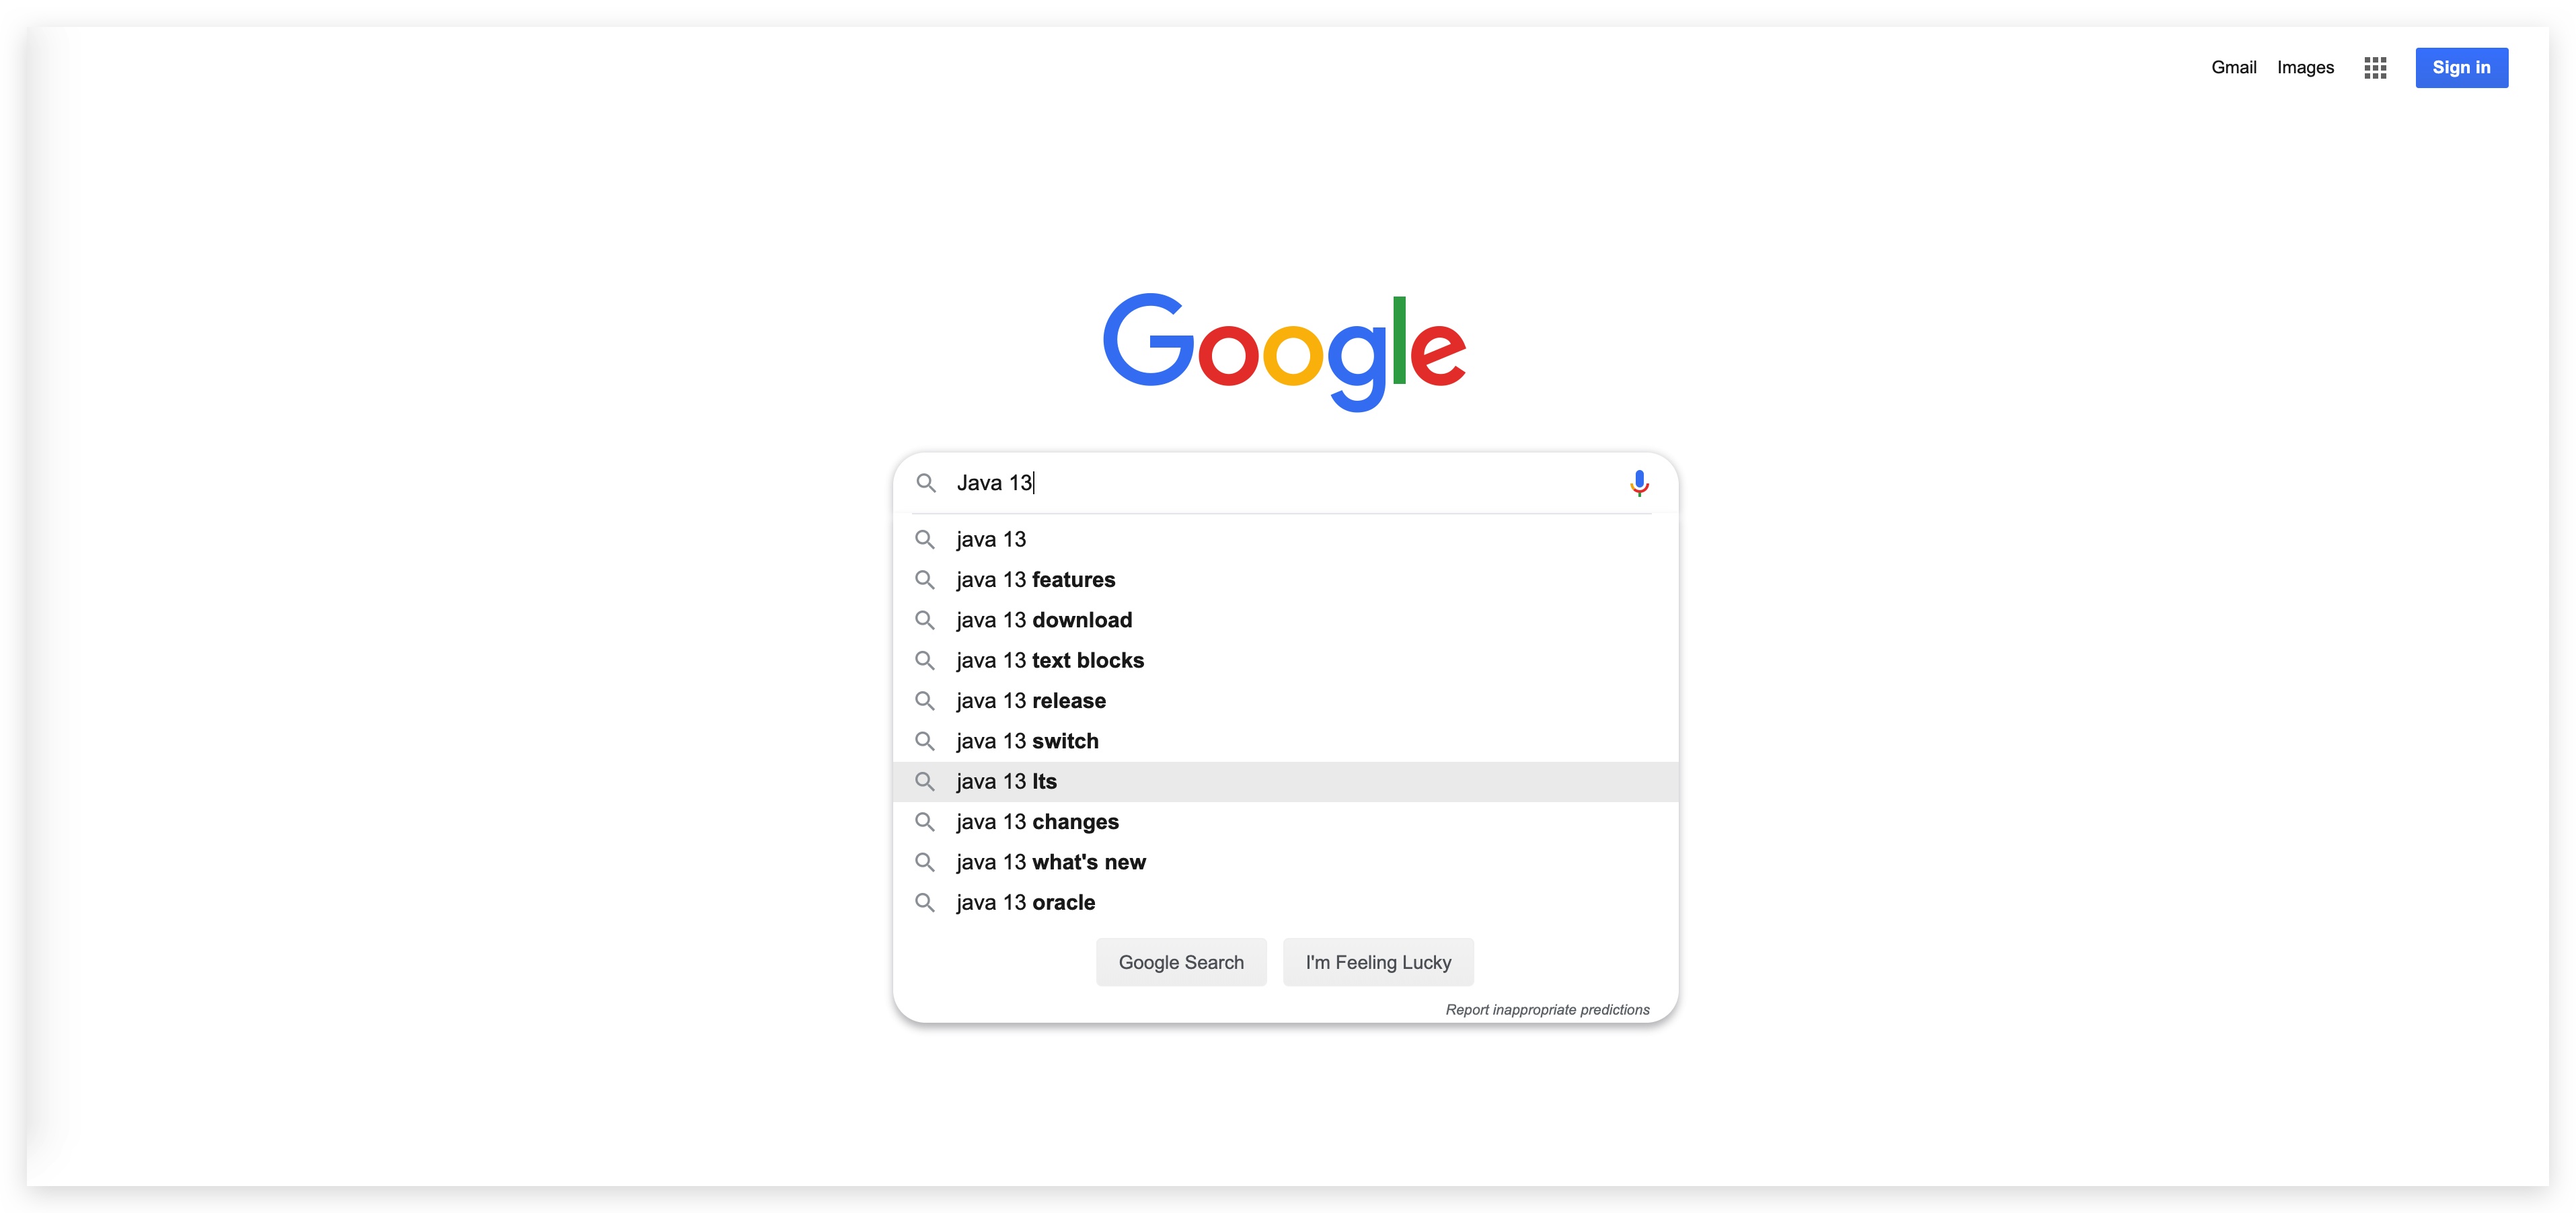 Gmail Images Sign in
Google
Java 13
java 13
java 13 features
java 13 download
java 13 text blocks
java 13 release
java 13 switch
java 13 lts
java 13 changes
java 13 what's new
java 13 oracle
Google Search I'm Feeling Lucky
Report inappropriate predictions